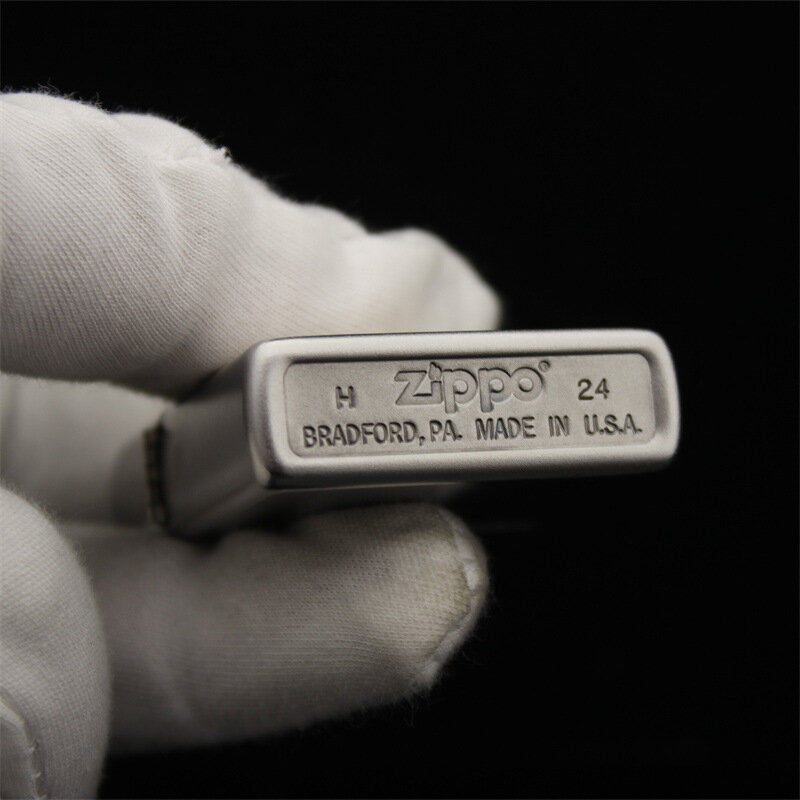 H Zippo® 24
BRADFORD, PA. MADE IN U.S.A.